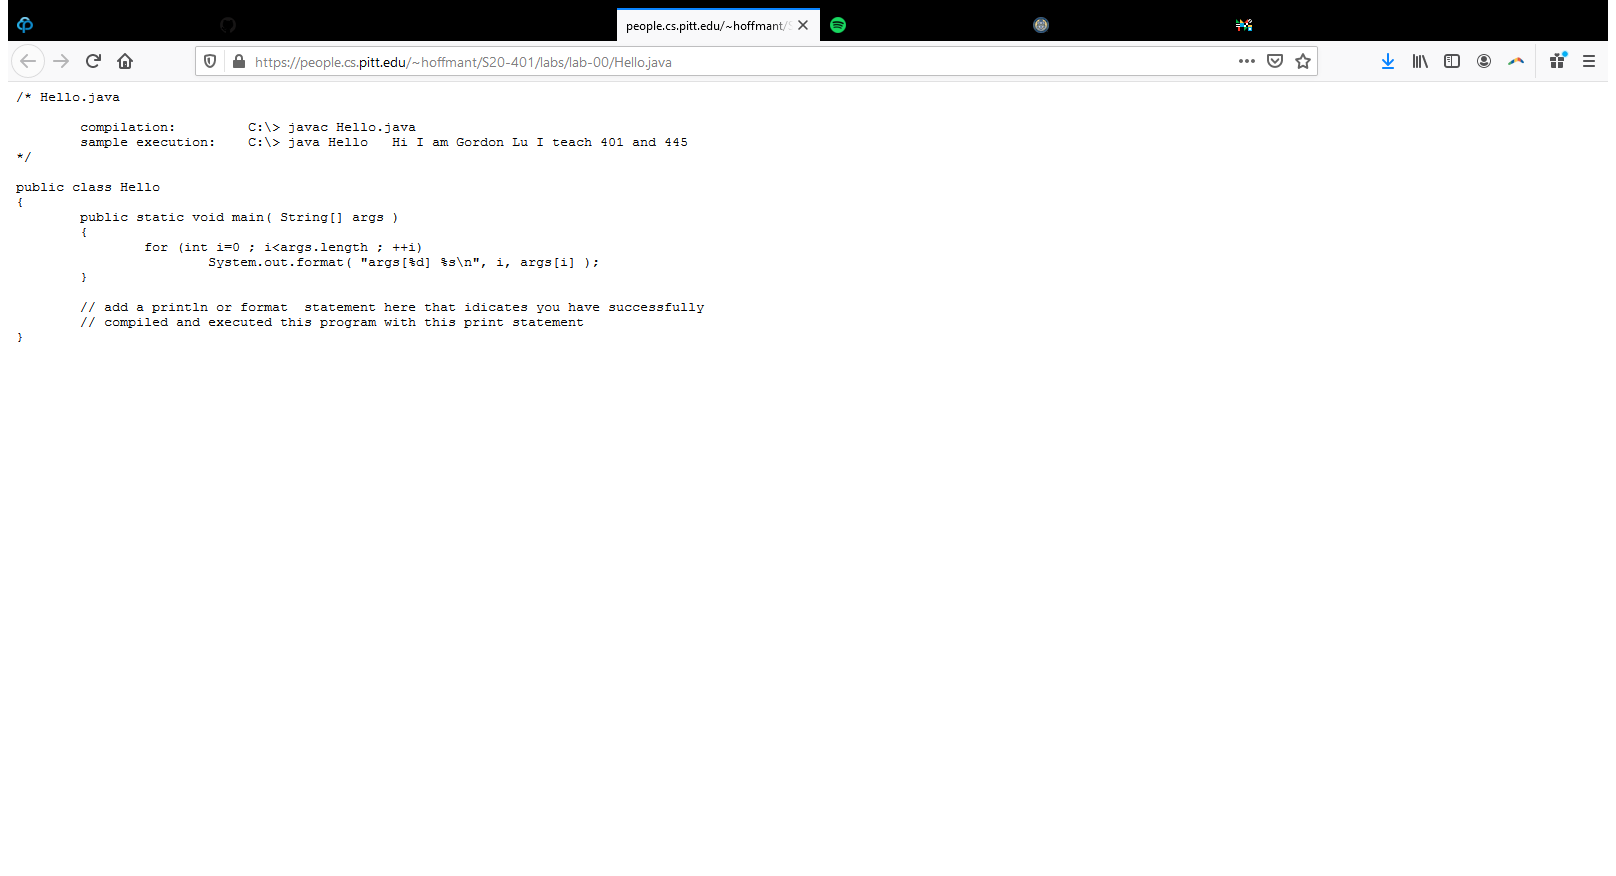 people.cs.pitt.edu/~hoffmant/S
https://people.cs.pitt.edu/~hoffmant/S20-401/labs/lab-00/Hello.java
/* Hello.java
compilation: C:\> javac Hello.java
sample execution: C:\> java Hello Hi I am Gordon Lu I teach 401 and 445
*/
public class Hello
{
public static void main( String[] args )
{
for (int i=0 ; i<args.length ; ++i)
System.out.format( "args[%d] %s\n", i, args[i] );
}
// add a println or format statement here that idicates you have successfully
// compiled and executed this program with this print statement
}